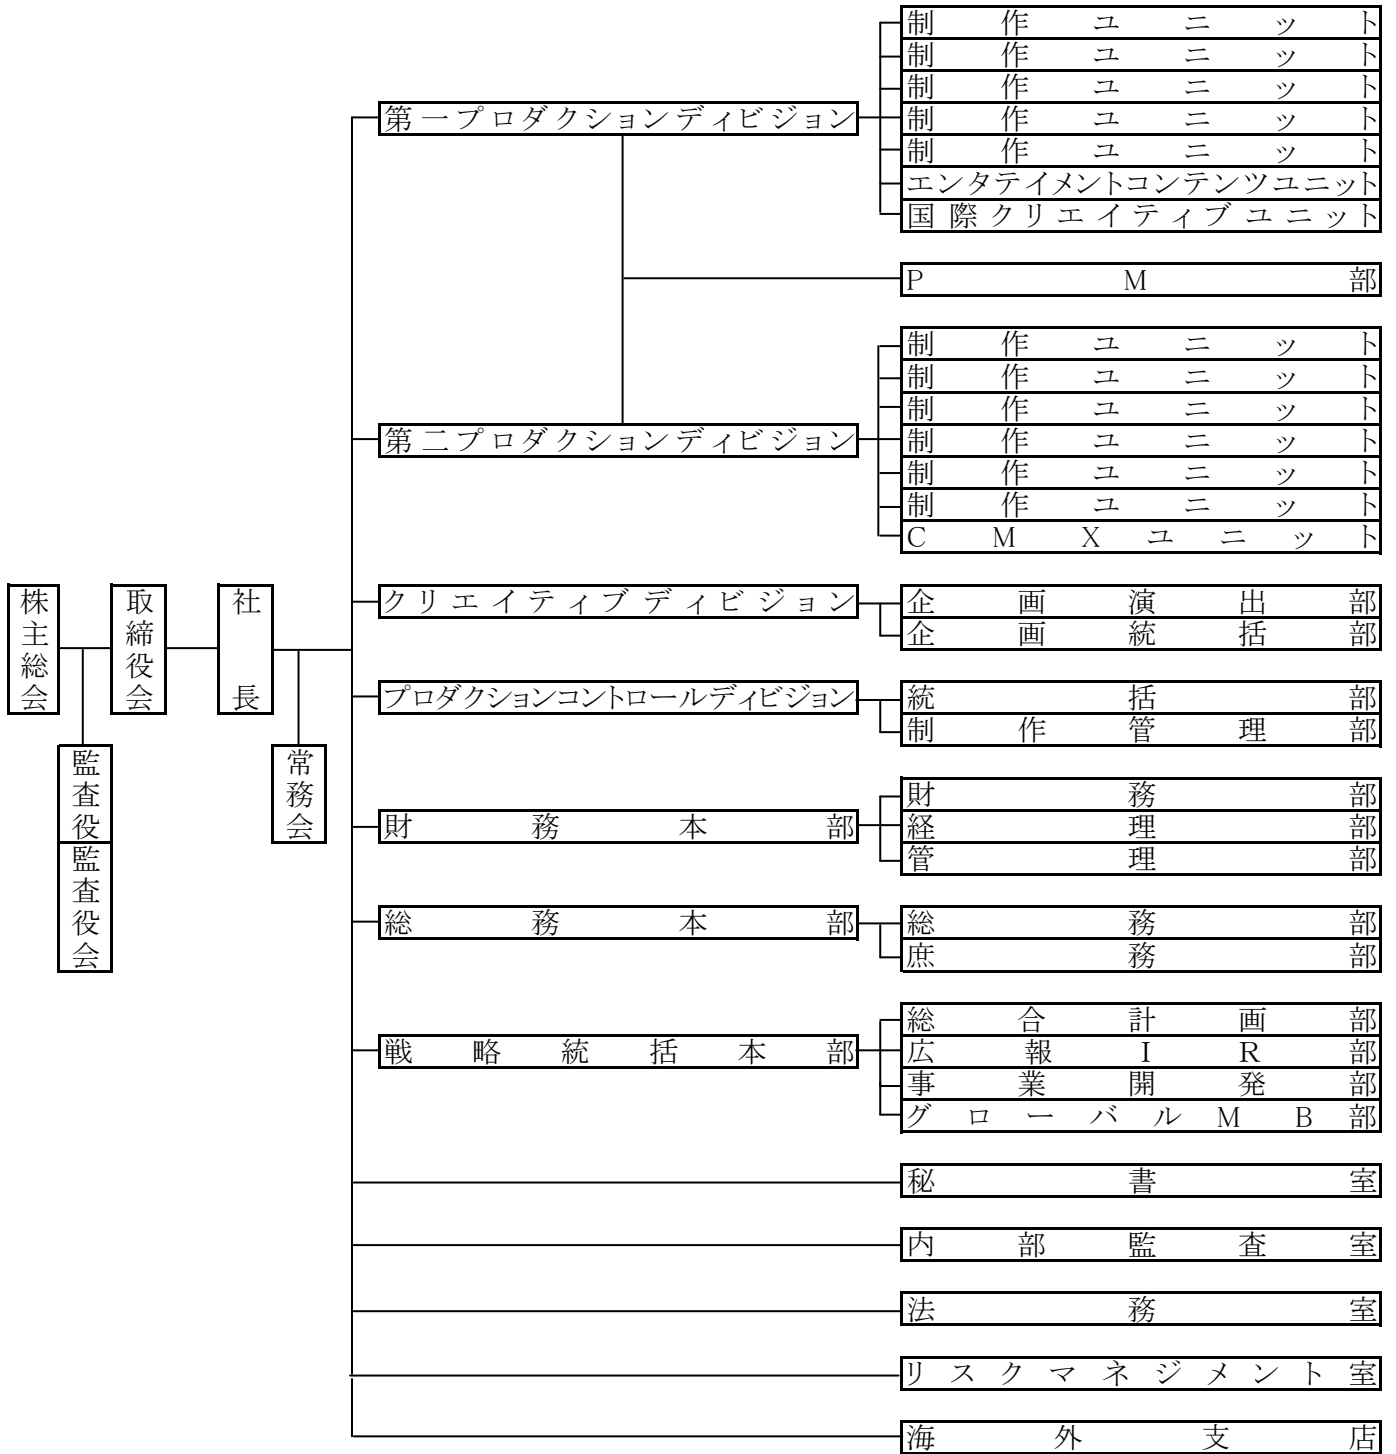 株主総会
取締役会
社長
監査役
監査役会
常務会
第一プロダクションディビジョン
制作ユニット
制作ユニット
制作ユニット
制作ユニット
制作ユニット
エンタテイメントコンテンツユニット
国際クリエイティブユニット
PM部
第二プロダクションディビジョン
制作ユニット
制作ユニット
制作ユニット
制作ユニット
制作ユニット
制作ユニット
CMXユニット
クリエイティブディビジョン
企画演出部
企画統括部
プロダクションコントロールディビジョン
統括部
制作管理部
財務本部
財務部
経理部
管理部
総務本部
総務部
庶務部
戦略統括本部
総合計画部
広報IR部
事業開発部
グローバルMB部
秘書室
内部監査室
法務室
リスクマネジメント室
海外支店